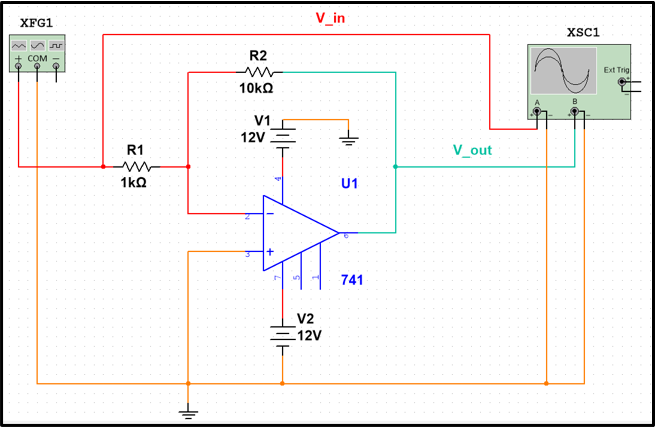 V_in
XFG1
XSC1
+ COM −
R2
10kΩ
Ext Trig
+
−
A
B
+ − + −
V1
12V
R1
1kΩ
V_out
4
U1
2
−
6
3
+
7
5
1
741
V2
12V